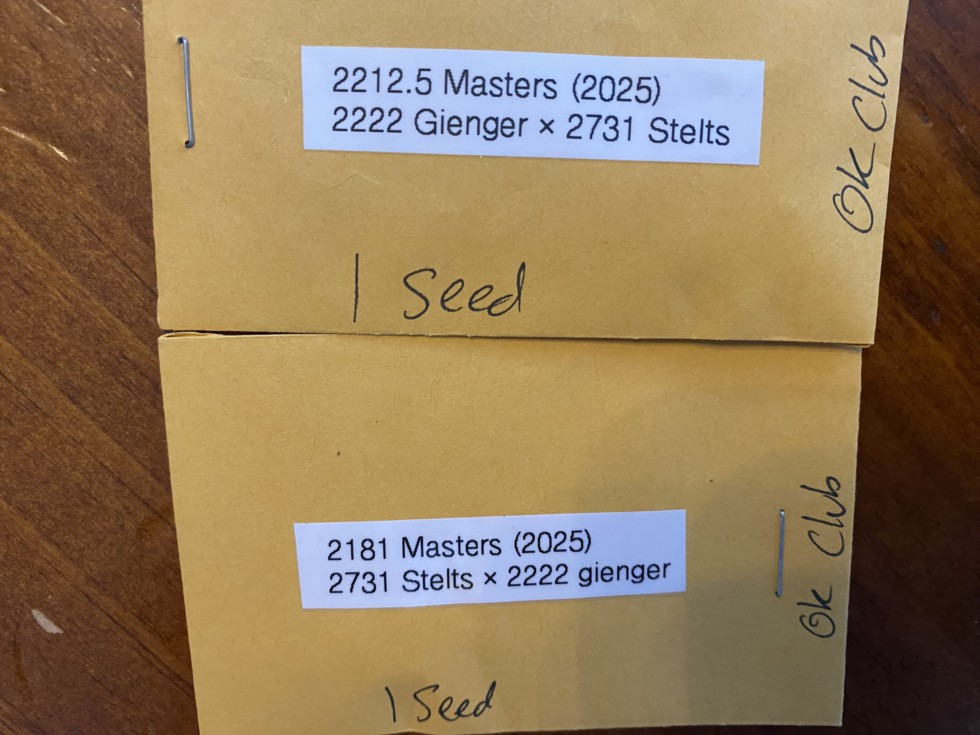 2212.5 Masters (2025)
2222 Gienger × 2731 Stelts
OK Club
1 Seed
2181 Masters (2025)
2731 Stelts × 2222 gienger
Ok Club
1 Seed